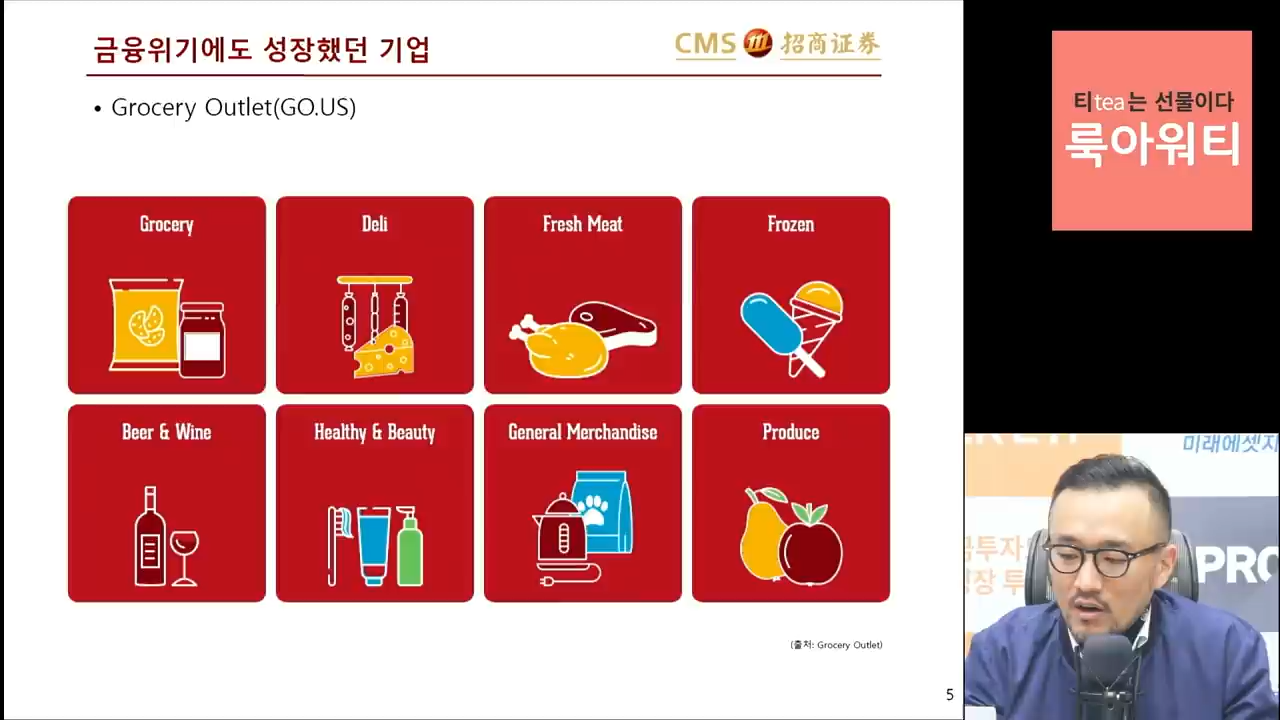 금융위기에도 성장했던 기업
CMS 招商证券
• Grocery Outlet(GO.US)
티tea는 선물이다
룩아워티
Grocery
Deli
Fresh Meat
Frozen
Beer & Wine
Healthy & Beauty
General Merchandise
Produce
(출처: Grocery Outlet)
5
미래에셋자
PRO